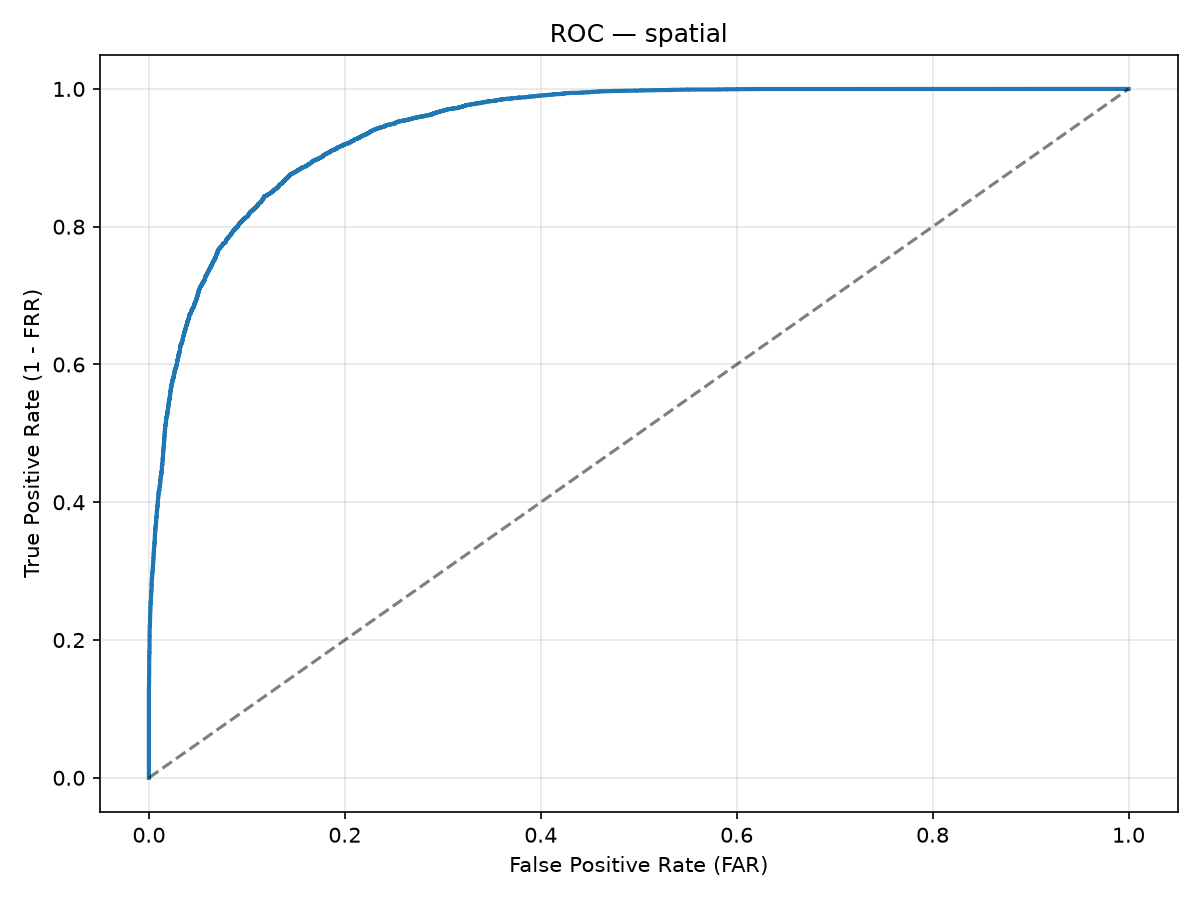 ROC — spatial
True Positive Rate (1 - FRR)
1.0
0.8
0.6
0.4
0.2
0.0
0.0 0.2 0.4 0.6 0.8 1.0
False Positive Rate (FAR)